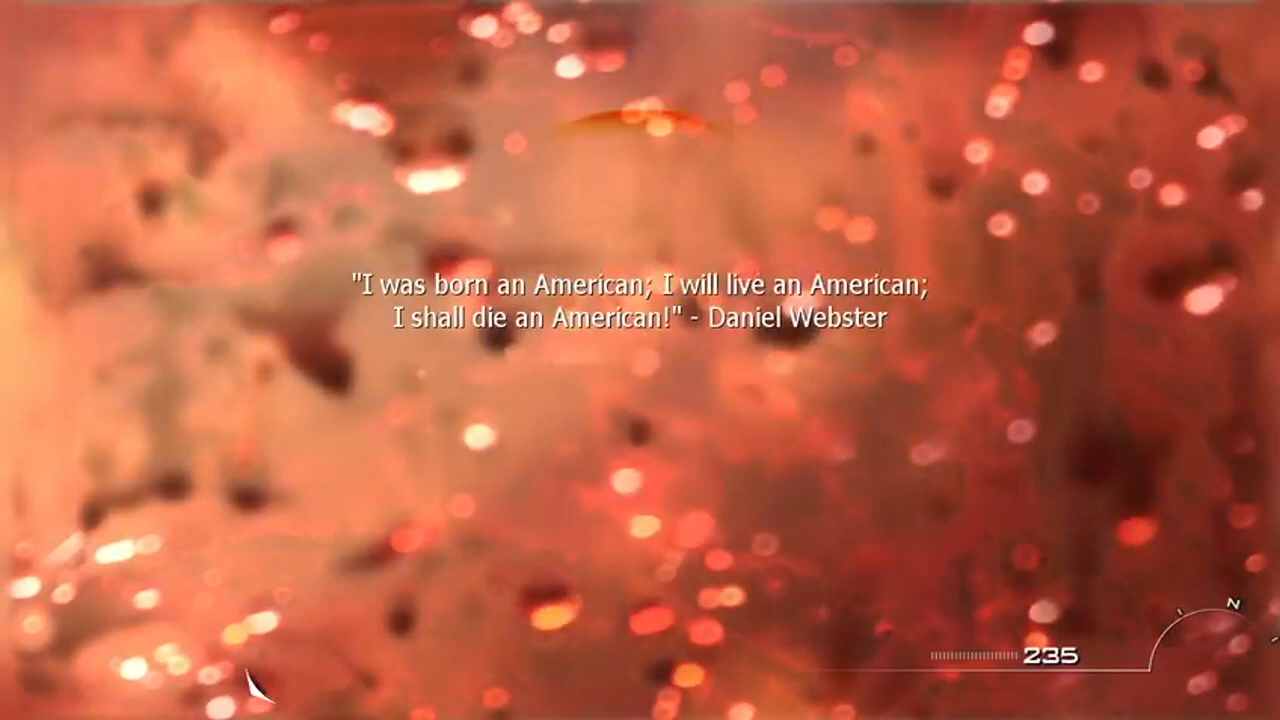 "I was born an American; I will live an American;
I shall die an American!" - Daniel Webster
235
N